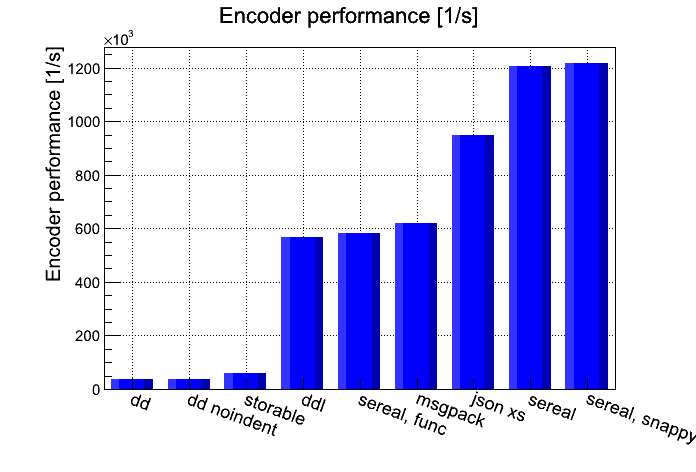 Encoder performance [1/s]
×10³
Encoder performance [1/s]
1200
1000
800
600
400
200
0
dd
dd noindent
storable
ddl
sereal, func
msgpack
json xs
sereal
sereal, snappy